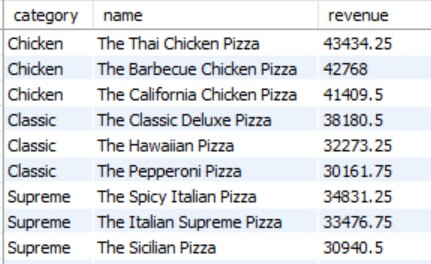 category name revenue
Chicken The Thai Chicken Pizza 43434.25
Chicken The Barbecue Chicken Pizza 42768
Chicken The California Chicken Pizza 41409.5
Classic The Classic Deluxe Pizza 38180.5
Classic The Hawaiian Pizza 32273.25
Classic The Pepperoni Pizza 30161.75
Supreme The Spicy Italian Pizza 34831.25
Supreme The Italian Supreme Pizza 33476.75
Supreme The Sicilian Pizza 30940.5